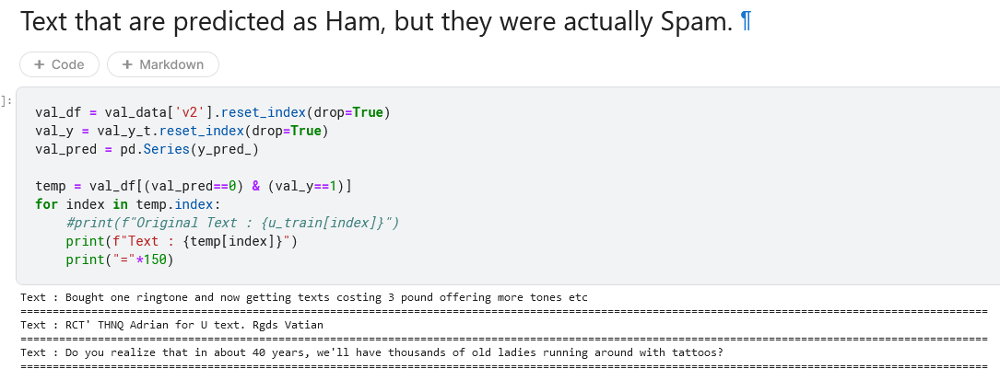 Text that are predicted as Ham, but they were actually Spam. ¶
+ Code + Markdown
]:
val_df = val_data['v2'].reset_index(drop=True)
val_y = val_y_t.reset_index(drop=True)
val_pred = pd.Series(y_pred_)
temp = val_df[(val_pred==0) & (val_y==1)]
for index in temp.index:
    #print(f"Original Text : {u_train[index]}")
    print(f"Text : {temp[index]}")
    print("="*150)
Text : Bought one ringtone and now getting texts costing 3 pound offering more tones etc
======================================================================================================================================================
Text : RCT' THNQ Adrian for U text. Rgds Vatian
======================================================================================================================================================
Text : Do you realize that in about 40 years, we'll have thousands of old ladies running around with tattoos?
======================================================================================================================================================